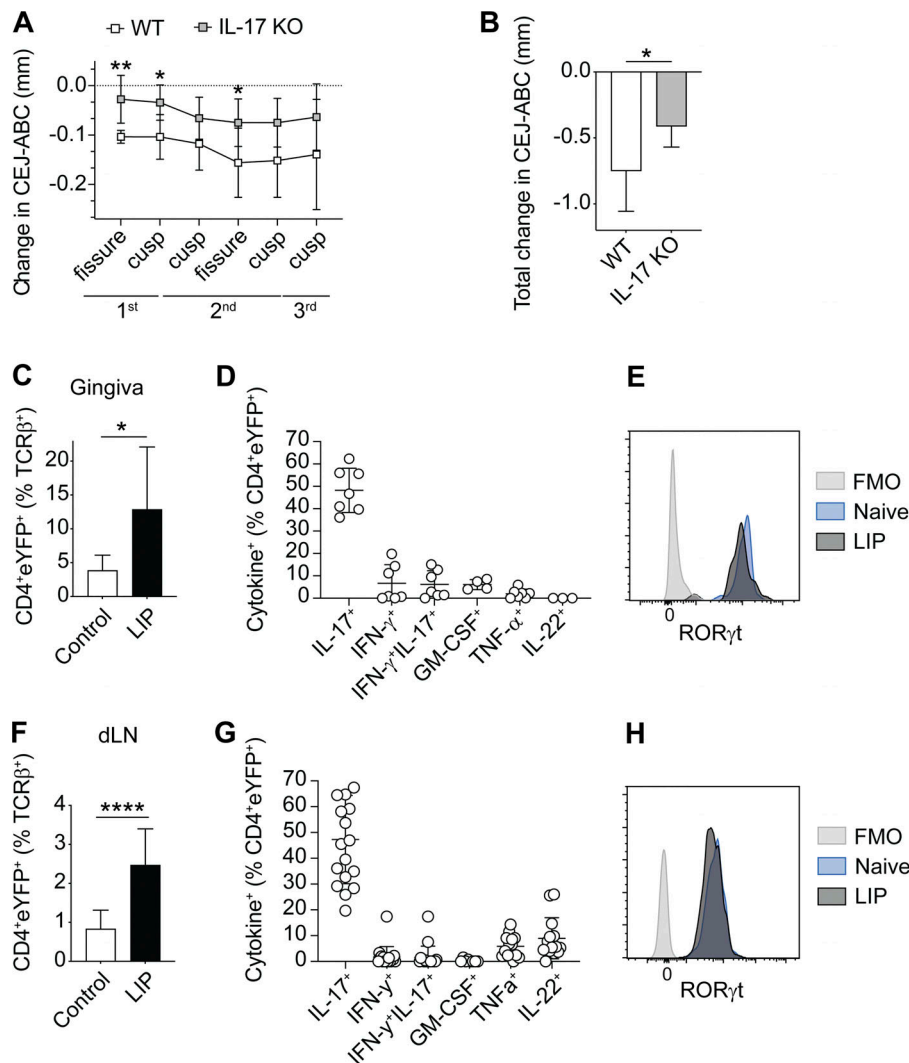 A
WT
IL-17 KO
Change in CEJ-ABC (mm)
0.0
-0.1
-0.2
**
*
*
fissure
cusp
cusp
fissure
cusp
cusp
1st
2nd
3rd
B
Total change in CEJ-ABC (mm)
*
0.0
-0.5
-1.0
WT
IL-17 KO
C
Gingiva
CD4+eYFP+ (% TCRβ+)
*
20
15
10
5
0
Control
LIP
D
Cytokine+ (% CD4+eYFP+)
70
60
50
40
30
20
10
0
IL-17+
IFN-γ+
IFN-γ+IL-17+
GM-CSF+
TNF-α+
IL-22+
E
0
RORγt
FMO
Naive
LIP
F
dLN
CD4+eYFP+ (% TCRβ+)
****
4
3
2
1
0
Control
LIP
G
Cytokine+ (% CD4+eYFP+)
70
60
50
40
30
20
10
0
IL-17+
IFN-y+
IFN-y+IL-17+
GM-CSF+
TNFa+
IL-22+
H
0
RORγt
FMO
Naive
LIP